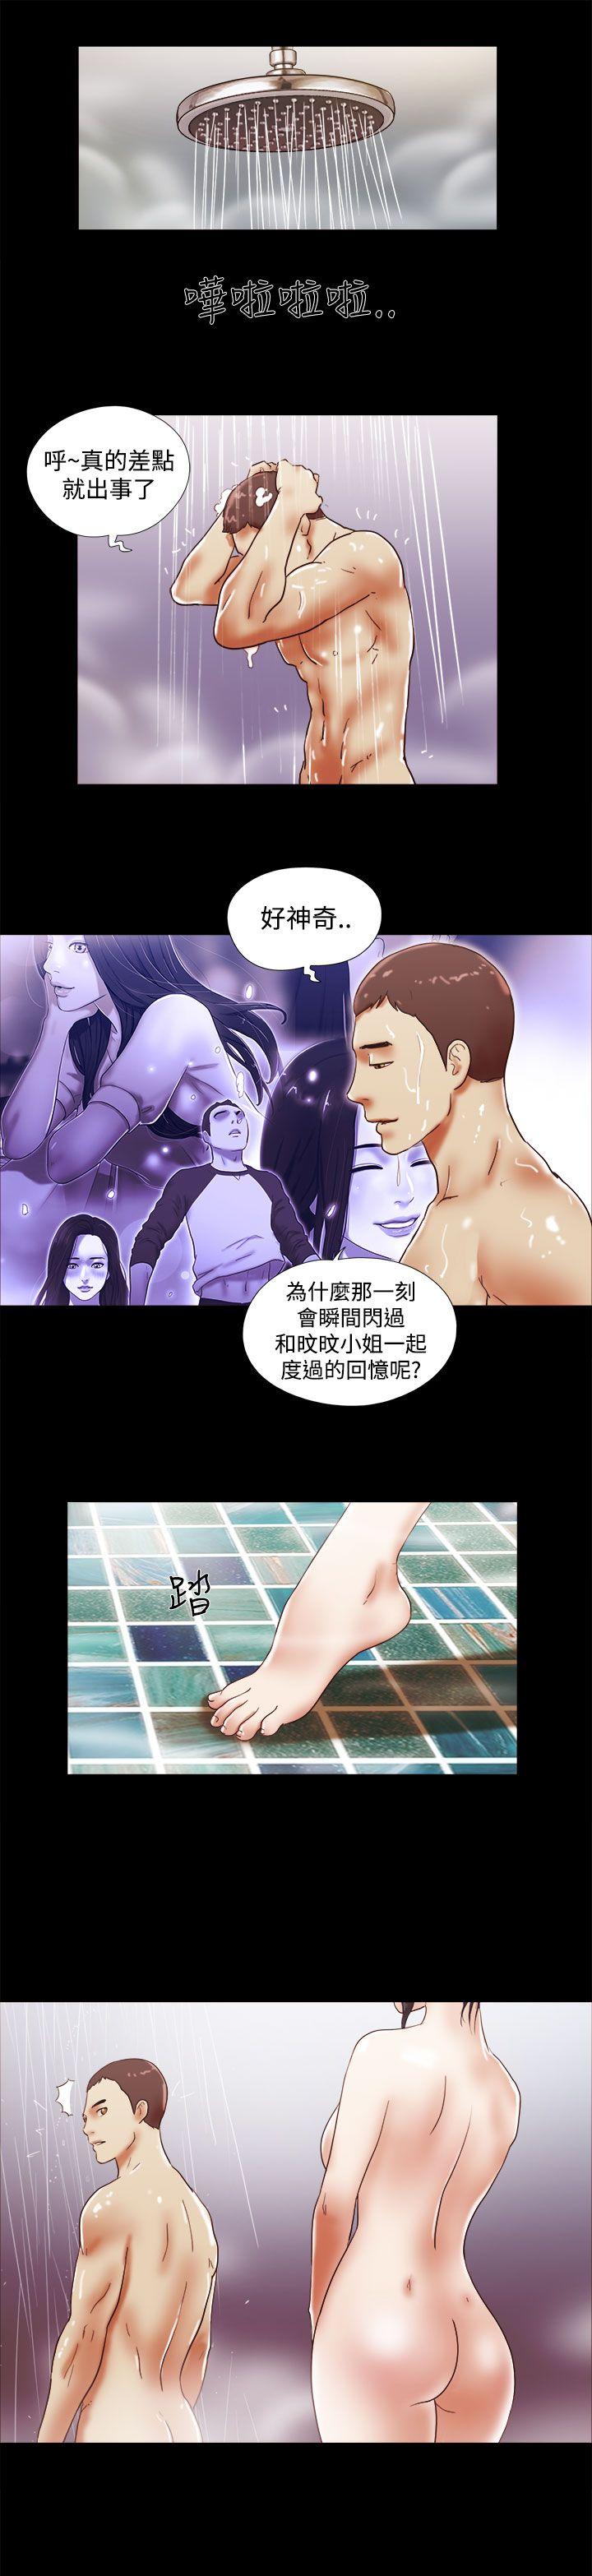 嘩啦啦啦..
呼~真的差點
就出事了
好神奇..
為什麼那一刻
會瞬間閃過
和旼旼小姐一起
度過的回憶呢?
踏